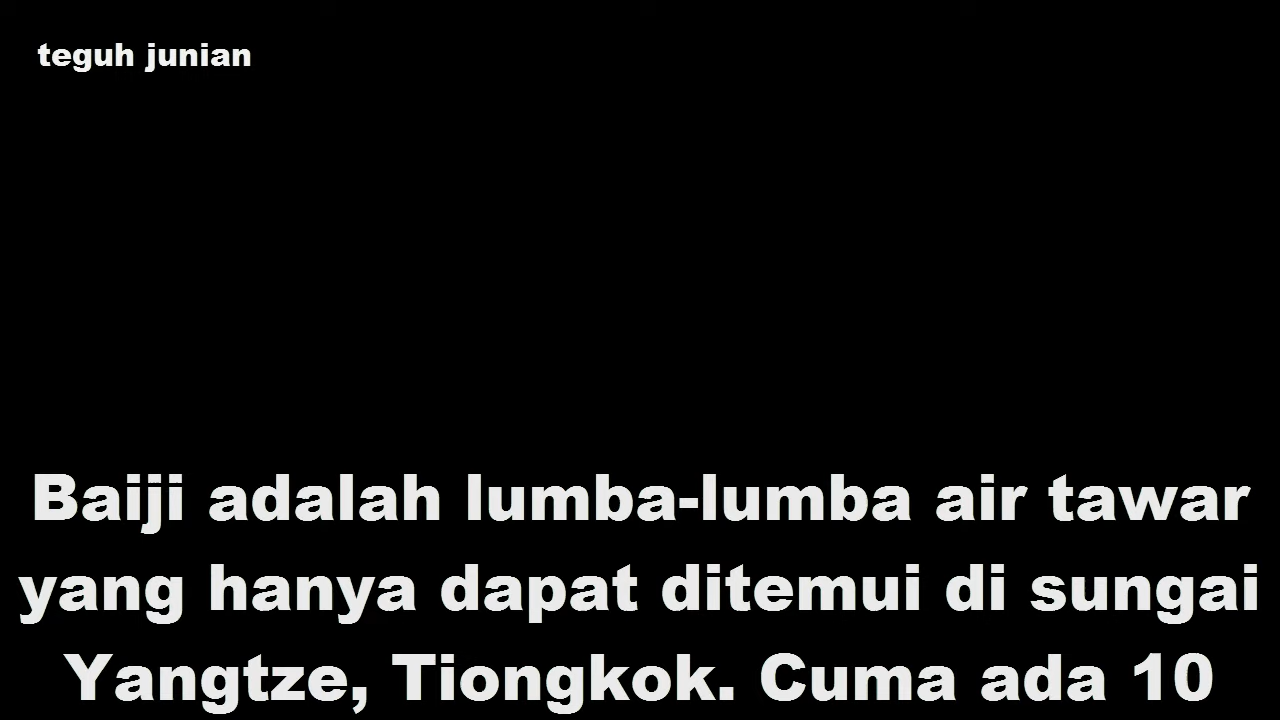 teguh junian
Baiji adalah lumba-lumba air tawar
yang hanya dapat ditemui di sungai
Yangtze, Tiongkok. Cuma ada 10